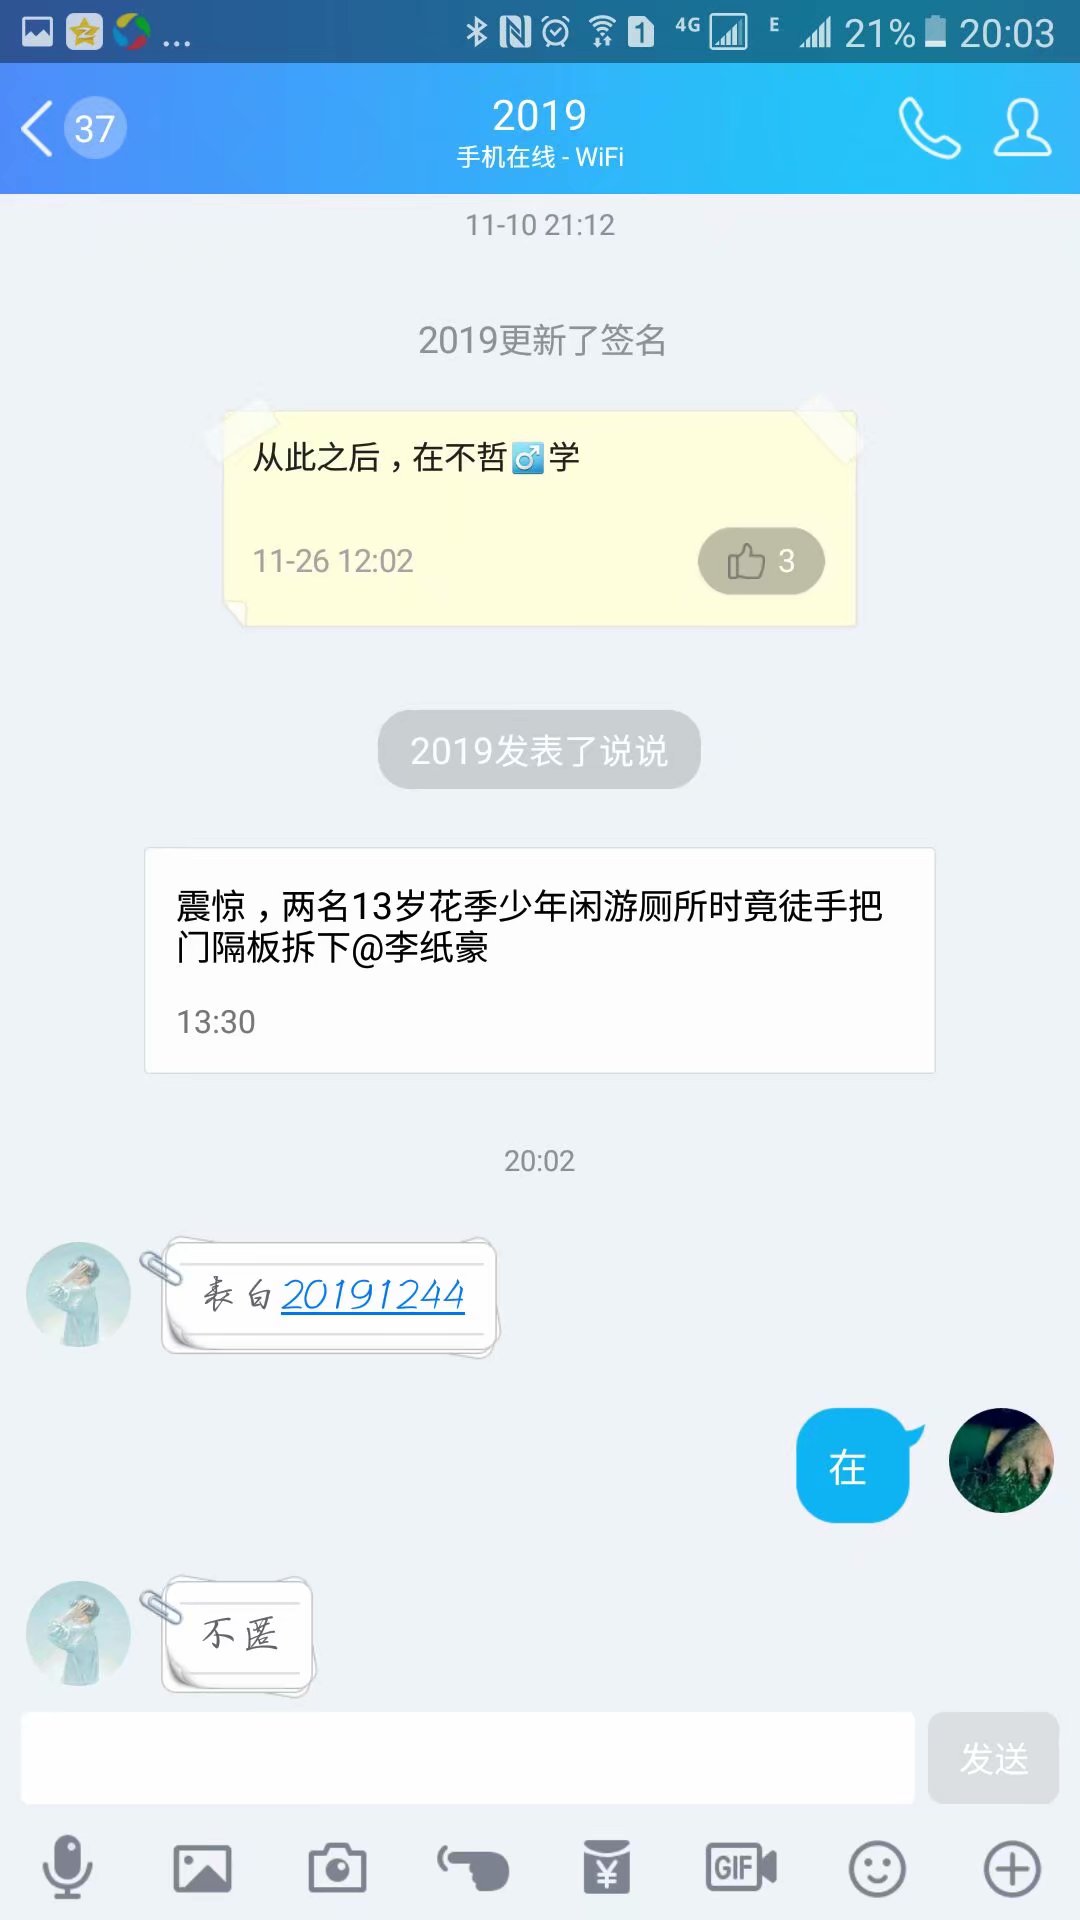 ... 1 4G E 21% 20:03
37
2019
手机在线 - WiFi
11-10 21:12
2019更新了签名
从此之后，在不哲♂学
11-26 12:02
3
2019发表了说说
震惊，两名13岁花季少年闲游厕所时竟徒手把
门隔板拆下@李纸豪
13:30
20:02
表白20191244
在
不匿
发送
GIF